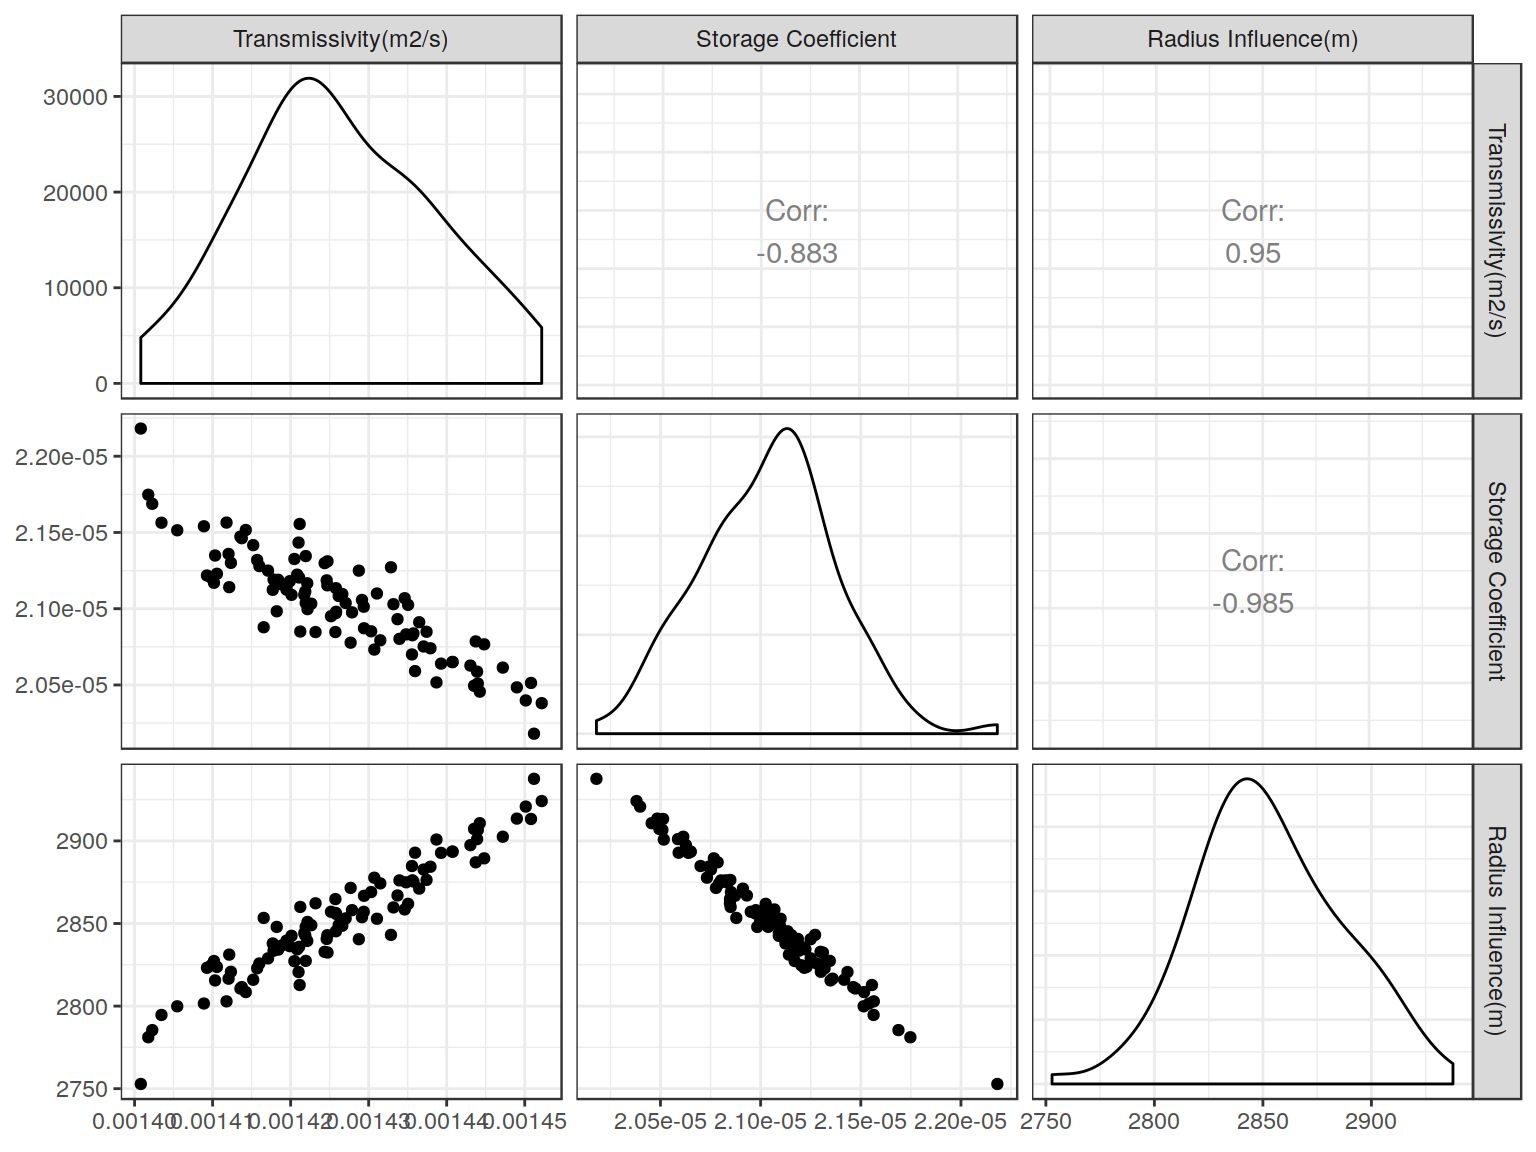 Transmissivity(m2/s)
Storage Coefficient
Radius Influence(m)
30000
20000
10000
0
Corr:
-0.883
Corr:
0.95
Transmissivity(m2/s)
2.20e-05
2.15e-05
2.10e-05
2.05e-05
Corr:
-0.985
Storage Coefficient
2900
2850
2800
2750
Radius Influence(m)
0.00140 0.00141 0.00142 0.00143 0.00144 0.00145
2.05e-05 2.10e-05 2.15e-05 2.20e-05
2750 2800 2850 2900